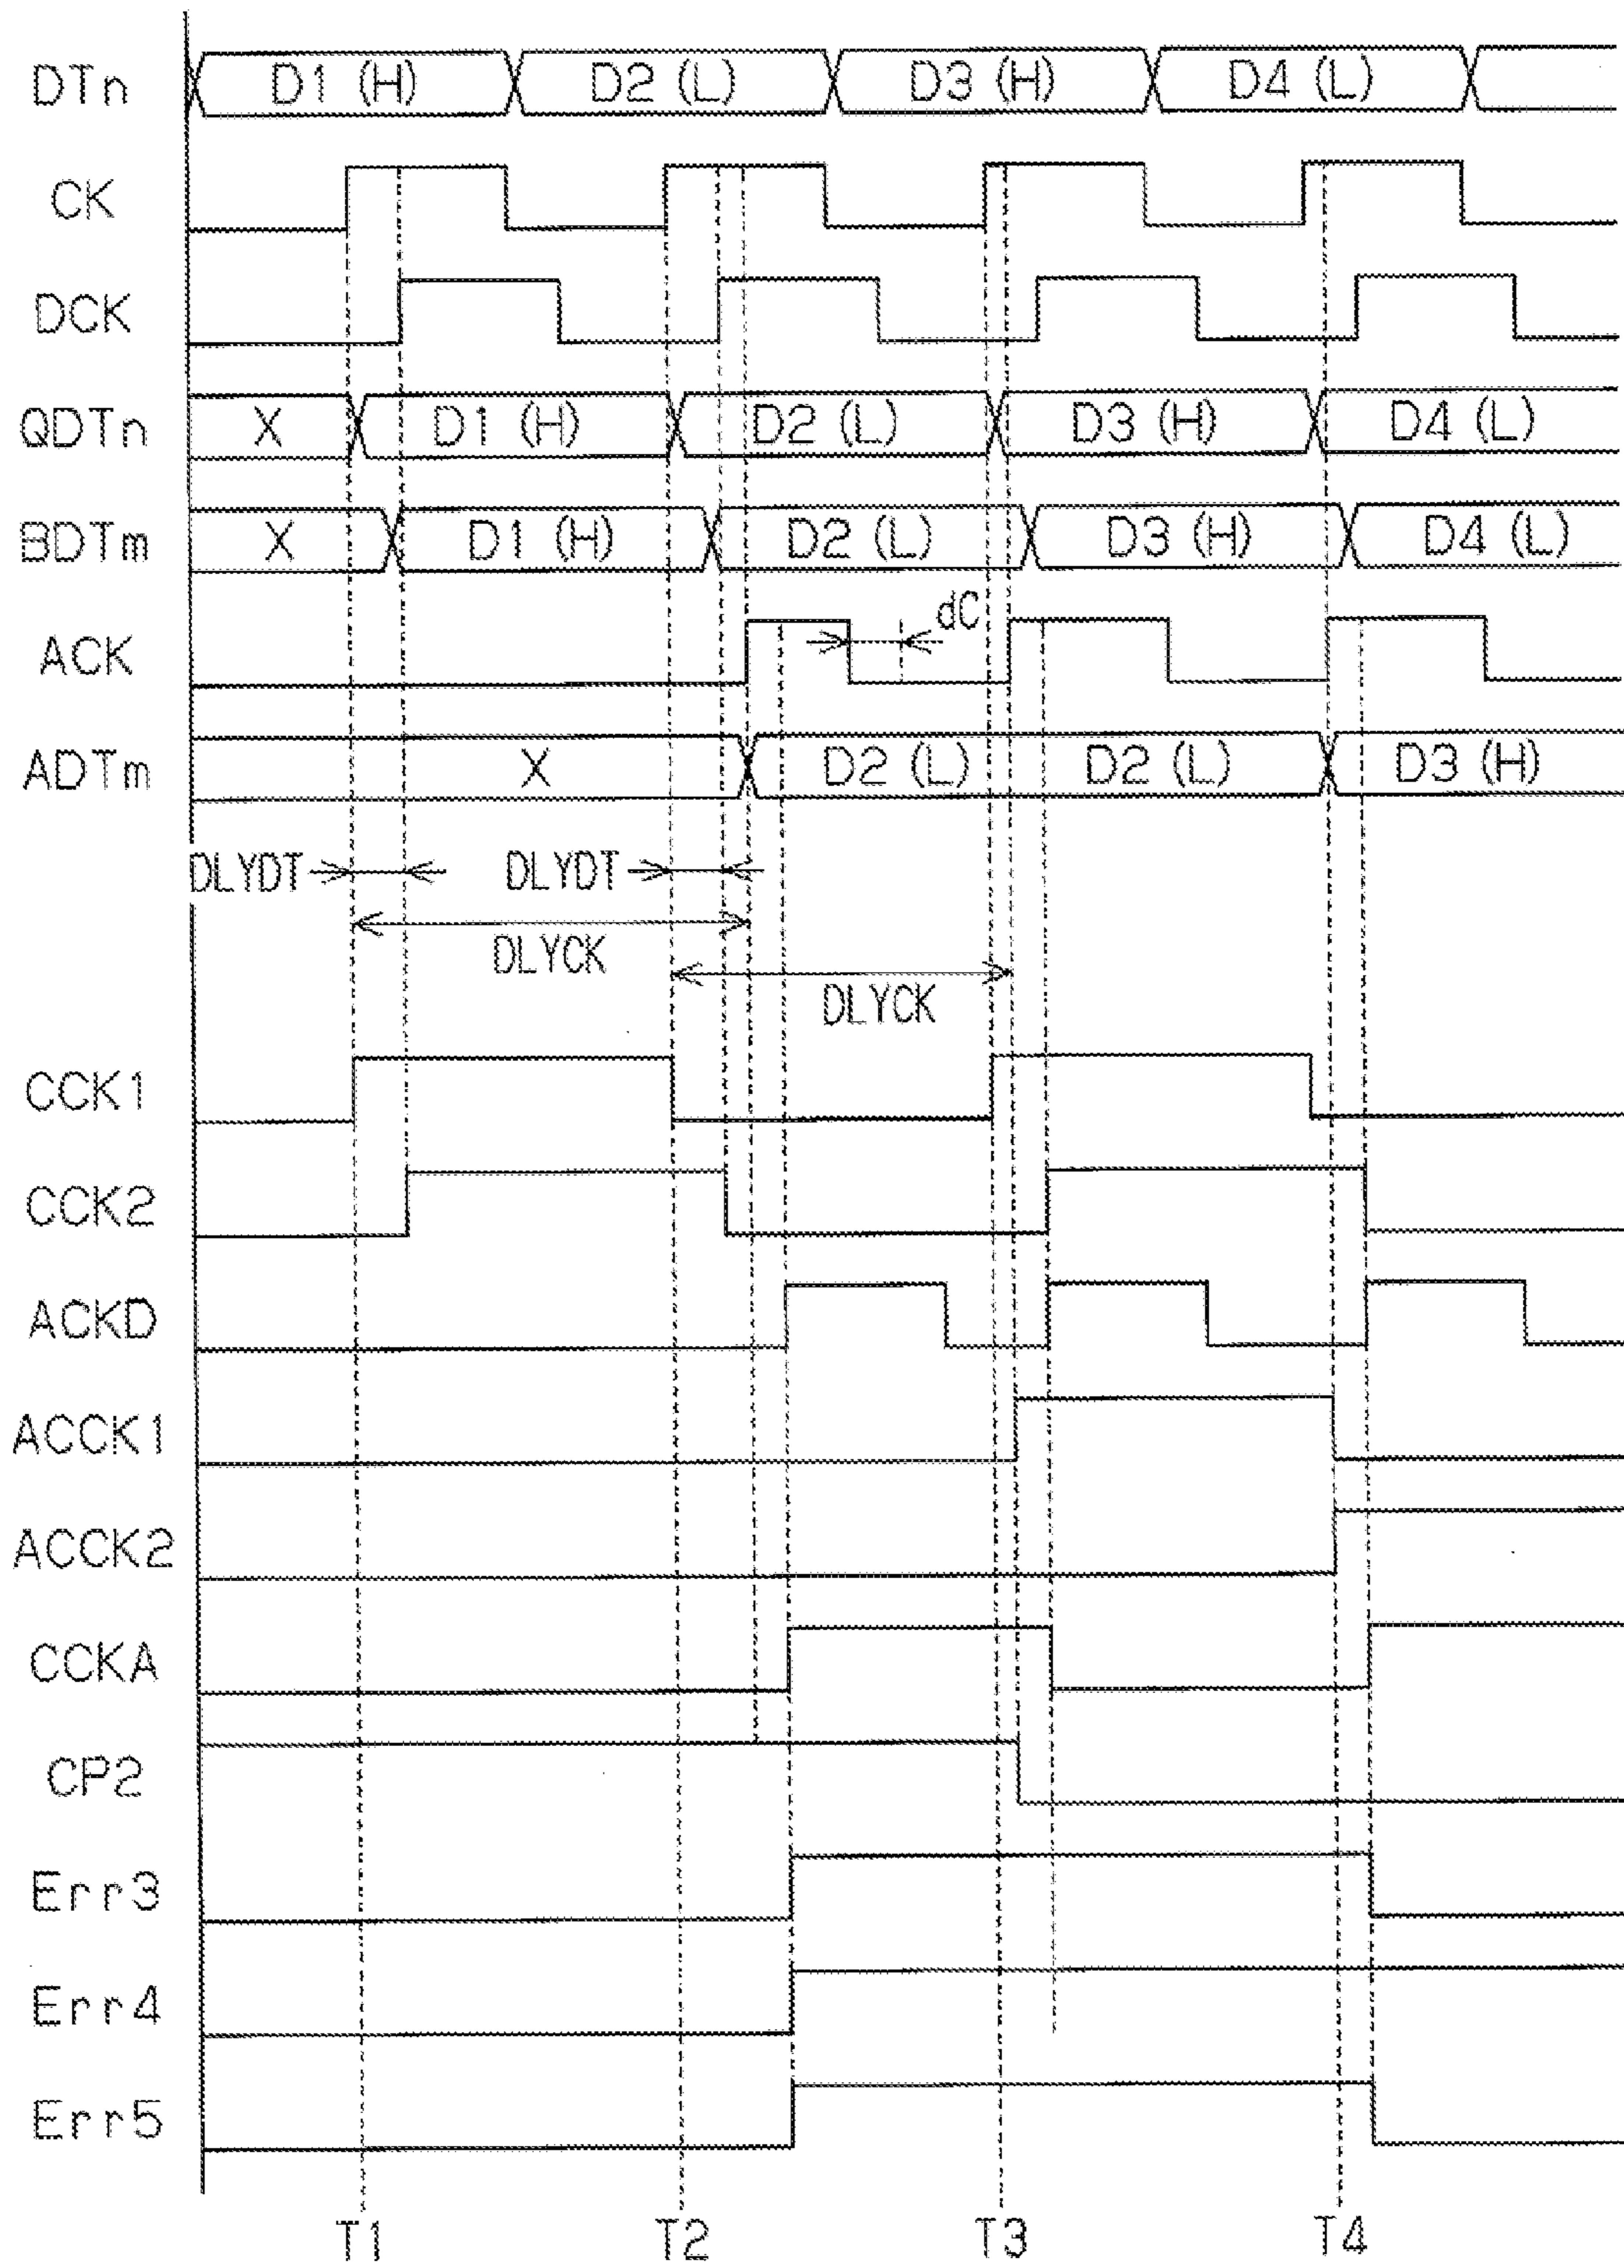 DTn D1 (H) D2 (L) D3 (H) D4 (L)
CK
DCK
QDTn X D1 (H) D2 (L) D3 (H) D4 (L)
BDTm X D1 (H) D2 (L) D3 (H) D4 (L)
dC
ACK
ADTm X D2 (L) D2 (L) D3 (H)
DLYDT DLYDT
DLYCK
DLYCK
CCK1
CCK2
ACKD
ACCK1
ACCK2
CCKA
CP2
Err3
Err4
Err5
T1 T2 T3 T4